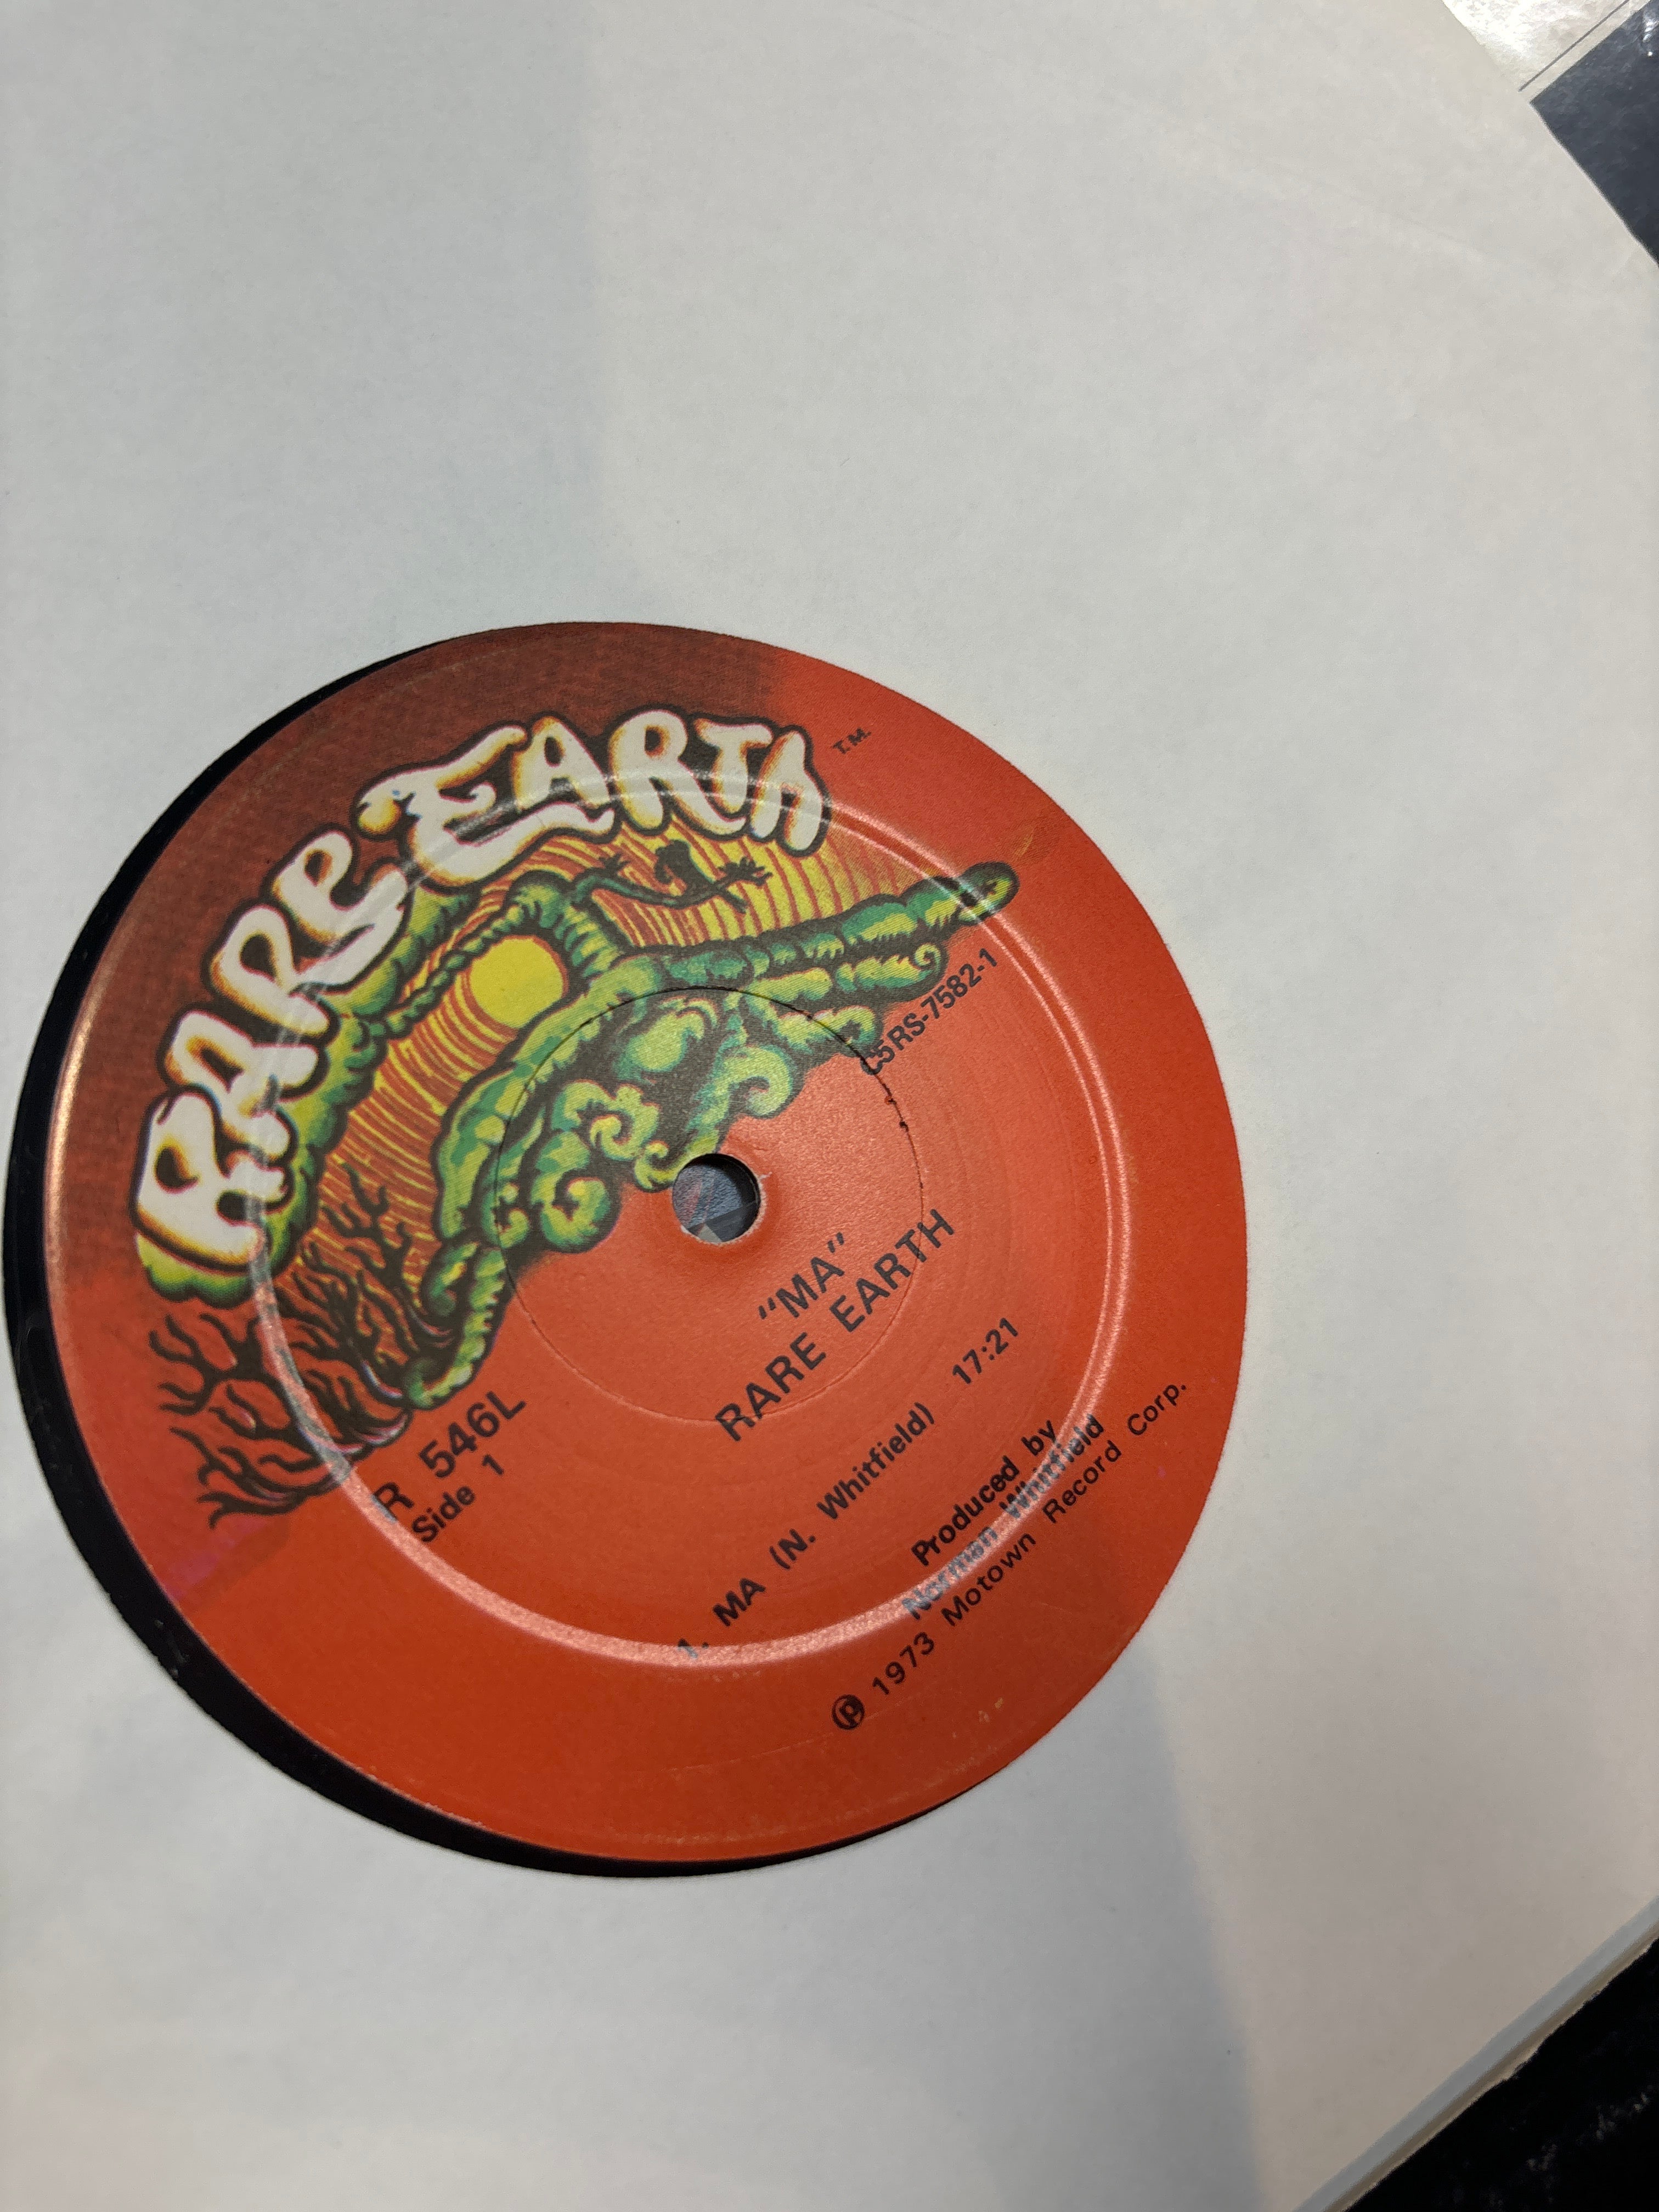 RARE EARTH T.M.
C5RS-7582-1
R 546L
Side 1
"MA"
RARE EARTH
1. MA (N. Whitfield) 17:21
Produced by
Norman Whitfield
℗ 1973 Motown Record Corp.